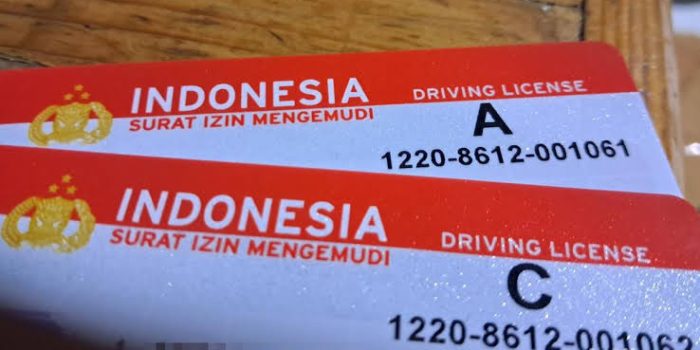 INDONESIA
SURAT IZIN MENGEMUDI
DRIVING LICENSE
A
1220-8612-001061
INDONESIA
SURAT IZIN MENGEMUDI
DRIVING LICENSE
C
1220-8612-001062